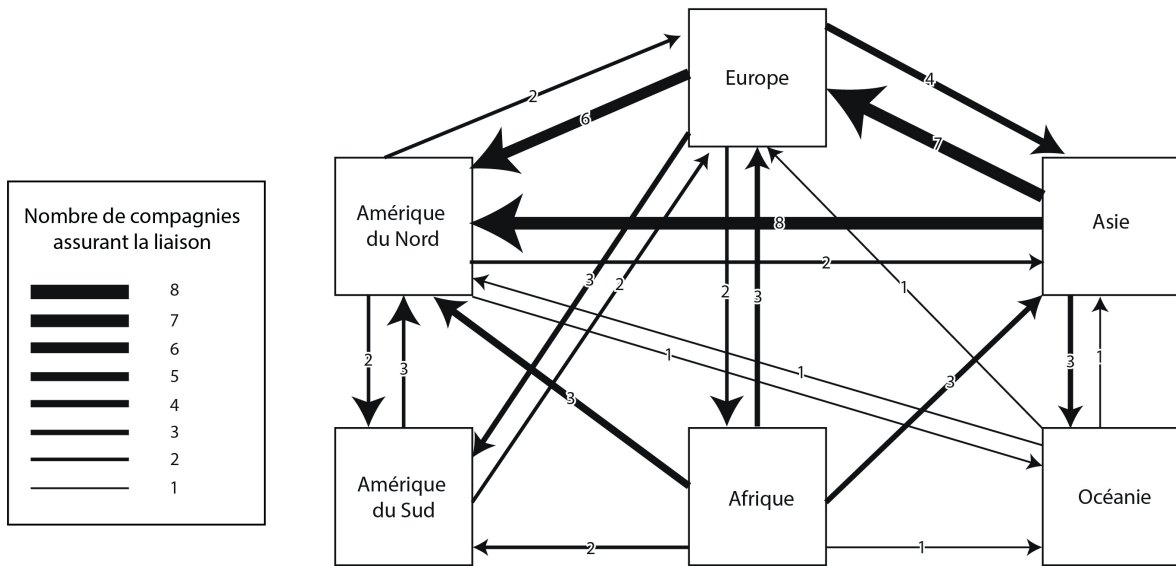 Nombre de compagnies
assurant la liaison
8
7
6
5
4
3
2
1
Europe
Amérique
du Nord
Asie
Amérique
du Sud
Afrique
Océanie
2
6
4
7
8
2
3
2
2
3
1
1
1
2
3
3
3
3
1
2
1